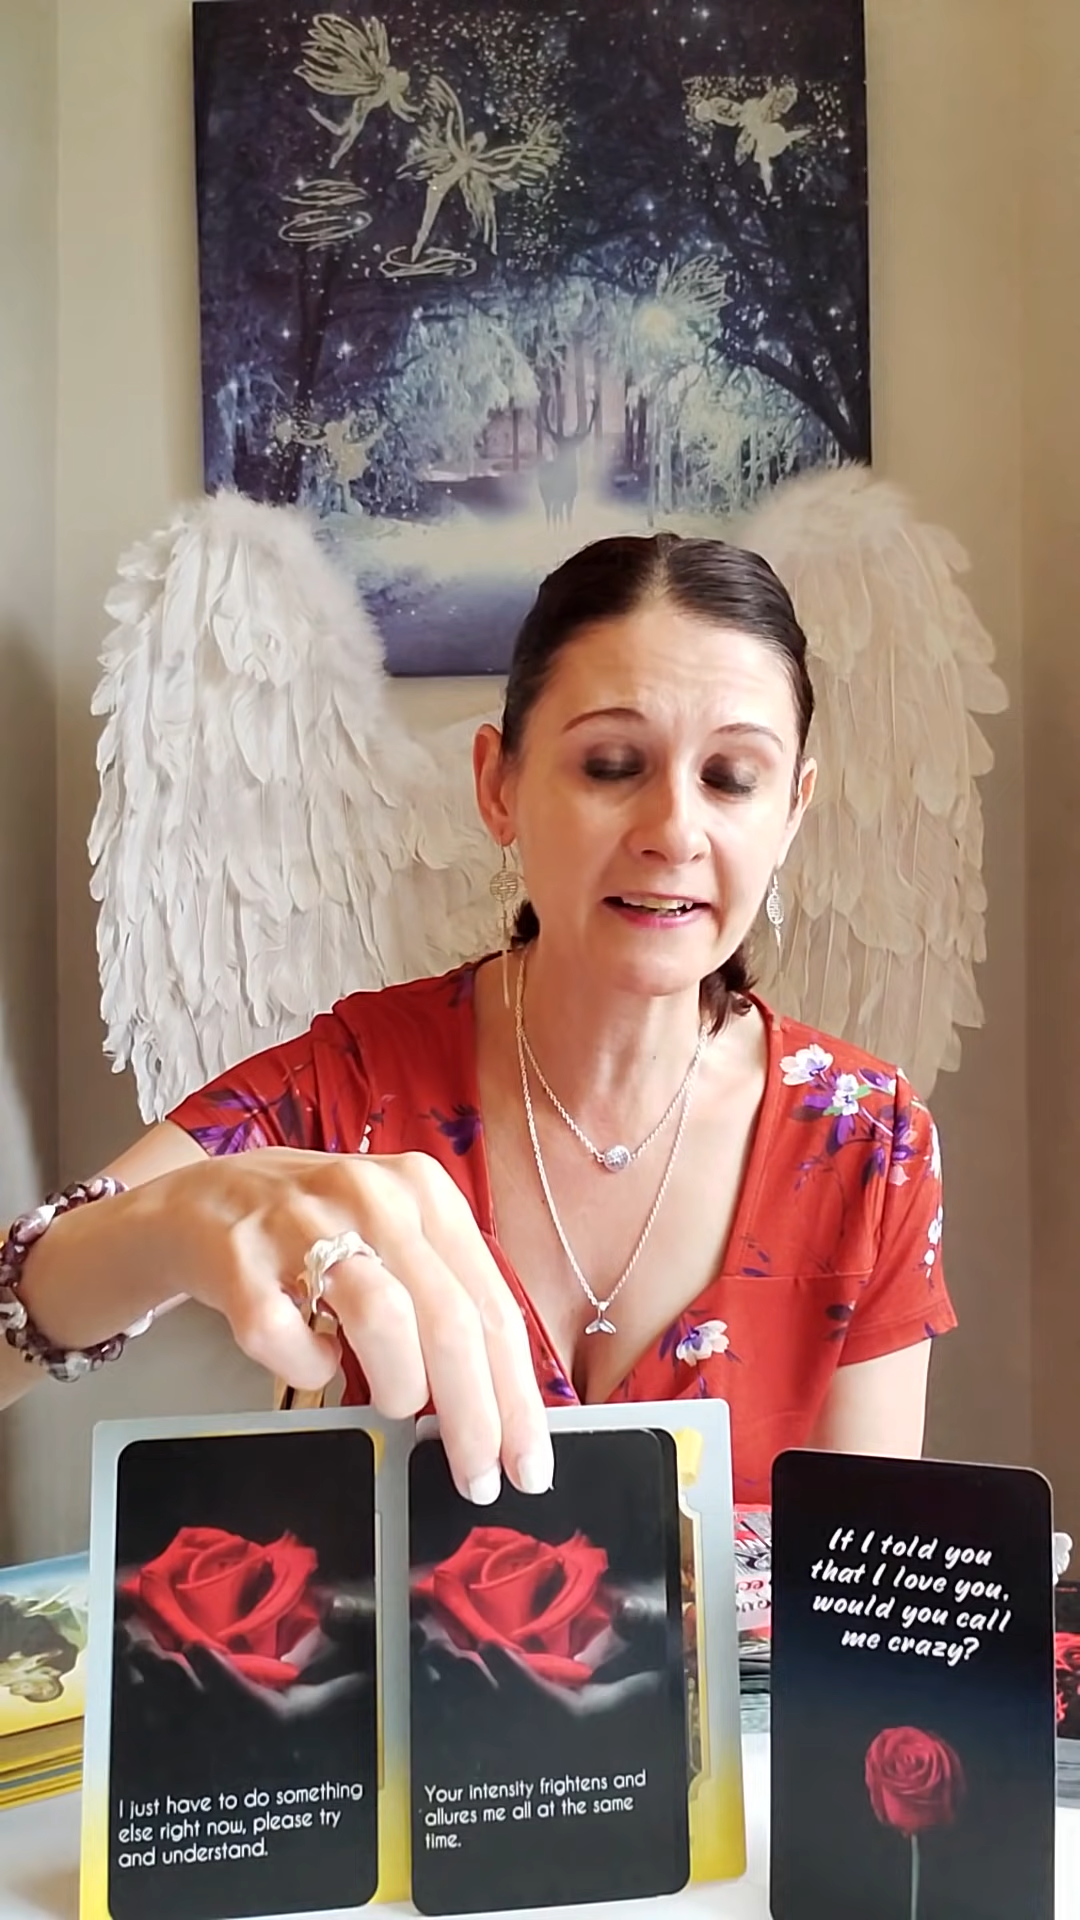 I just have to do something
else right now, please try
and understand.
Your intensity frightens and
allures me all at the same
time.
If I told you
that I love you,
would you call
me crazy?